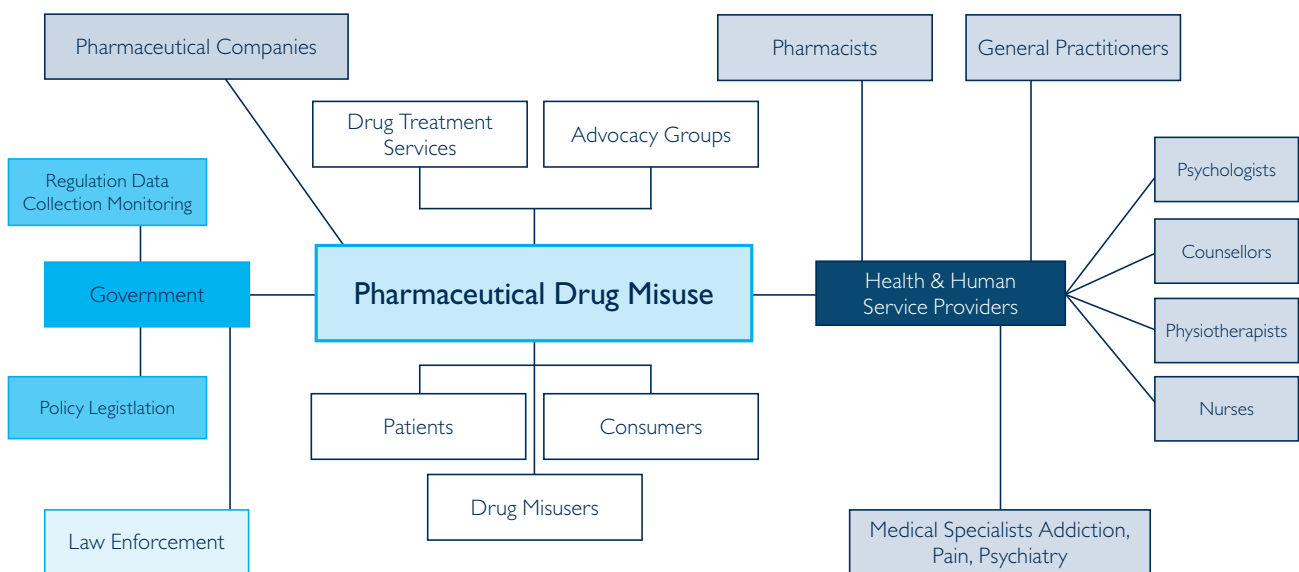 Pharmaceutical Companies
Pharmacists
General Practitioners
Drug Treatment
Services
Advocacy Groups
Psychologists
Regulation Data
Collection Monitoring
Counsellors
Government
Pharmaceutical Drug Misuse
Health & Human
Service Providers
Physiotherapists
Policy Legistlation
Patients
Consumers
Nurses
Drug Misusers
Law Enforcement
Medical Specialists Addiction,
Pain, Psychiatry